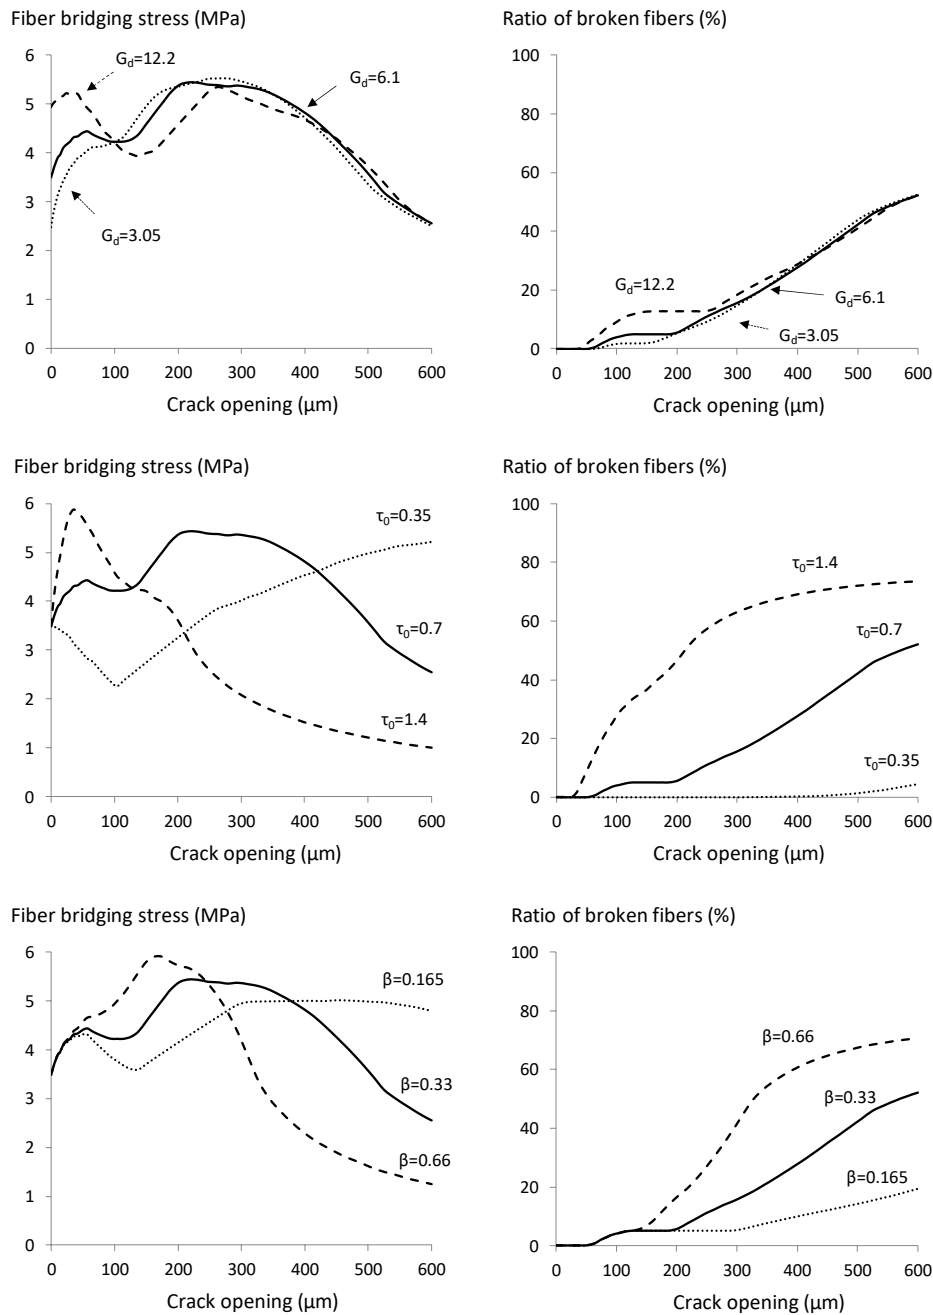 Fiber bridging stress (MPa)
6
5
4
3
2
1
0
0 100 200 300 400 500 600
Crack opening (µm)
G_d=12.2
G_d=6.1
G_d=3.05
Ratio of broken fibers (%)
100
80
60
40
20
0
0 100 200 300 400 500 600
Crack opening (µm)
G_d=12.2
G_d=6.1
G_d=3.05
Fiber bridging stress (MPa)
6
5
4
3
2
1
0
0 100 200 300 400 500 600
Crack opening (µm)
τ₀=0.35
τ₀=0.7
τ₀=1.4
Ratio of broken fibers (%)
100
80
60
40
20
0
0 100 200 300 400 500 600
Crack opening (µm)
τ₀=1.4
τ₀=0.7
τ₀=0.35
Fiber bridging stress (MPa)
6
5
4
3
2
1
0
0 100 200 300 400 500 600
Crack opening (µm)
β=0.165
β=0.33
β=0.66
Ratio of broken fibers (%)
100
80
60
40
20
0
0 100 200 300 400 500 600
Crack opening (µm)
β=0.66
β=0.33
β=0.165